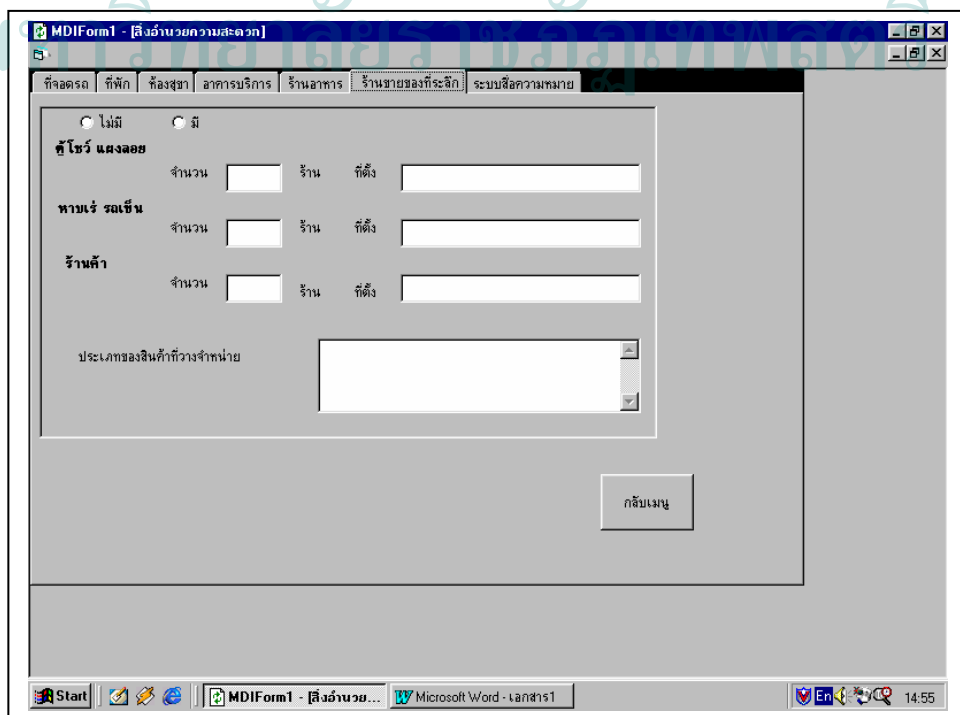 MDIForm1 - [สิ่งอำนวยความสะดวก]
ที่จอดรถ ที่พัก ห้องสุขา อาคารบริการ ร้านอาหาร ร้านขายของที่ระลึก ระบบสื่อความหมาย
ไม่มี มี
ตู้โชว์ แผงลอย
จำนวน ร้าน ที่ตั้ง
หาบเร่ รถเข็น
จำนวน ร้าน ที่ตั้ง
ร้านค้า
จำนวน ร้าน ที่ตั้ง
ประเภทของสินค้าที่วางจำหน่าย
กลับเมนู
Start MDIForm1 - [สิ่งอำนวย... Microsoft Word - เอกสาร1 En 14:55